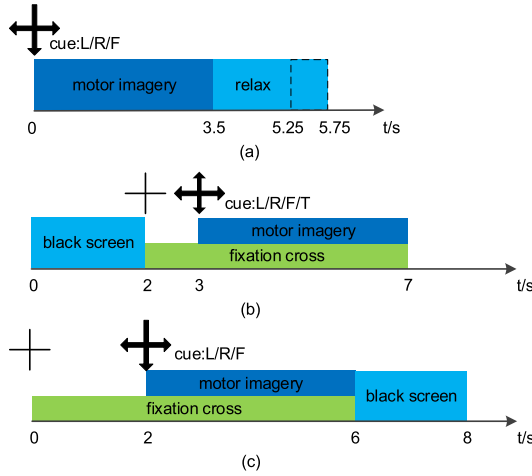 cue:L/R/F
motor imagery relax
0 3.5 5.25 5.75 t/s
(a)
cue:L/R/F/T
motor imagery
black screen
fixation cross
0 2 3 7 t/s
(b)
cue:L/R/F
motor imagery
black screen
fixation cross
0 2 6 8 t/s
(c)